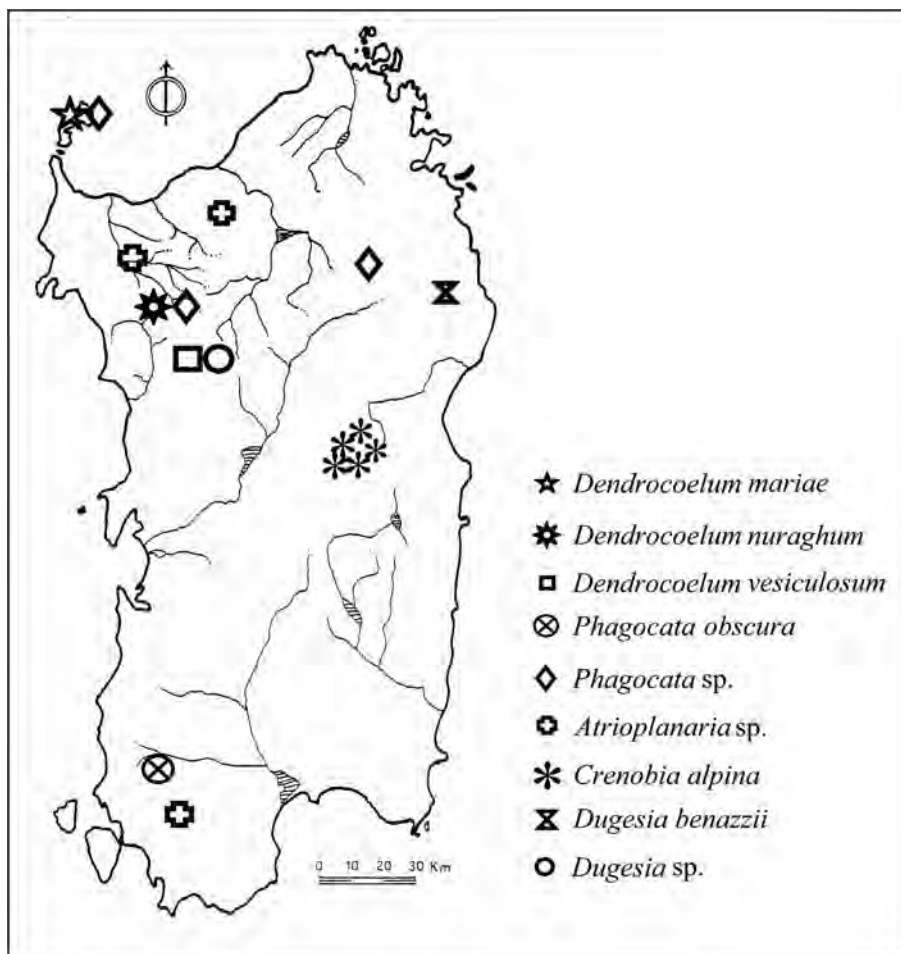 Dendrocoelum mariae
Dendrocoelum nuraghum
Dendrocoelum vesiculosum
Phagocata obscura
Phagocata sp.
Atrioplanaria sp.
Crenobia alpina
Dugesia benazzii
Dugesia sp.
0 10 20 30 Km